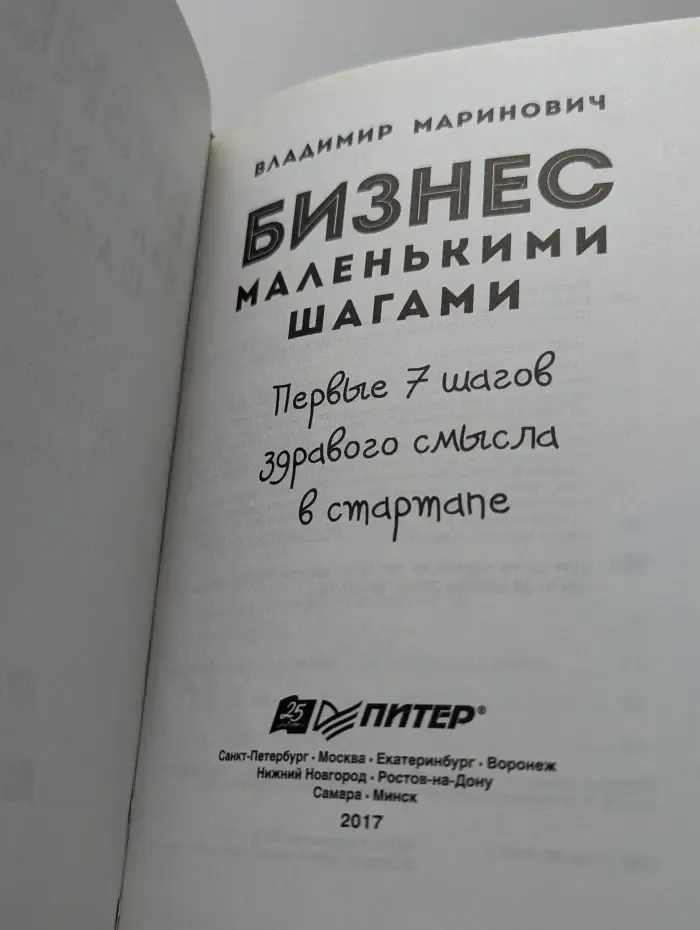 ВЛАДИМИР МАРИНОВИЧ
БИЗНЕС
МАЛЕНЬКИМИ
ШАГАМИ
Первые 7 шагов
здравого смысла
в стартапе
25
ПИТЕР®
Санкт-Петербург • Москва • Екатеринбург • Воронеж
Нижний Новгород • Ростов-на-Дону
Самара • Минск
2017